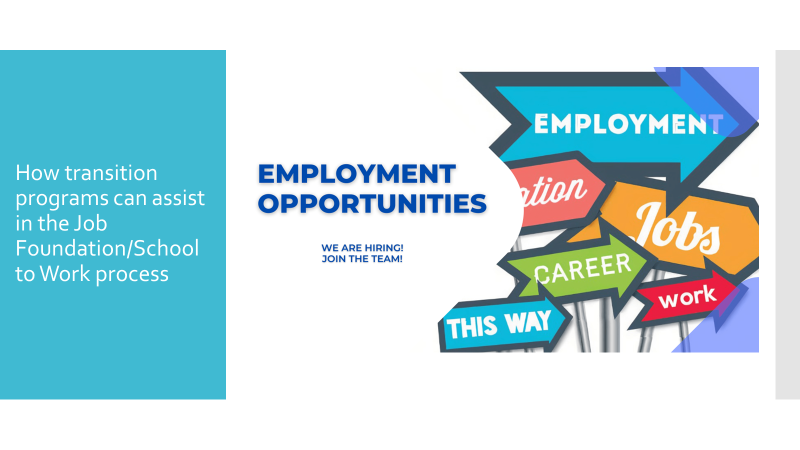 How transition
programs can assist
in the Job
Foundation/School
to Work process
EMPLOYMENT
OPPORTUNITIES
WE ARE HIRING!
JOIN THE TEAM!
EMPLOYMENT
Jobs
CAREER
work
THIS WAY